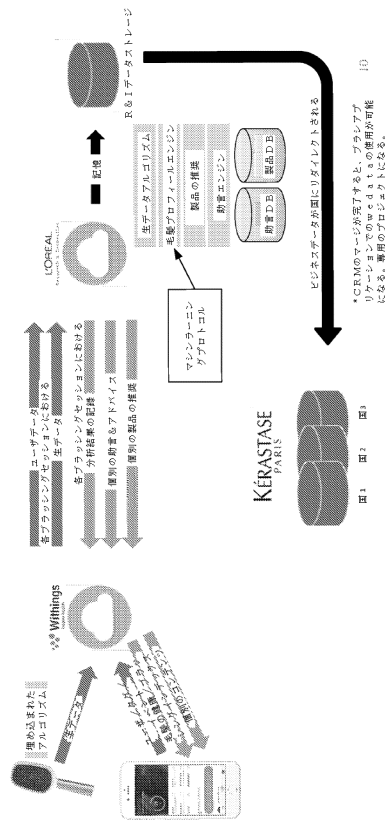 埋め込まれた
アルゴリズム
生データ
Withings
ユーザデータ
各ブラッシングセッションにおける
生データ
各ブラッシングセッションにおける
分析結果の記録
個別の助言&アドバイス
個別の製品の推奨
L'ORÉAL
記憶
R&Iデータストレージ
生データアルゴリズム
毛髪プロフィールエンジン
製品の推奨
助言エンジン
助言DB
製品DB
マシンラーニン
グプロトコル
ビジネスデータが国にリダイレクトされる
KÉRASTASE
PARIS
国1
国2
国3
*CRMのマージが完了すると、ブラシアプ
リケーションでのwedataの使用が可能
になる。専用のプロジェクトになる。
10